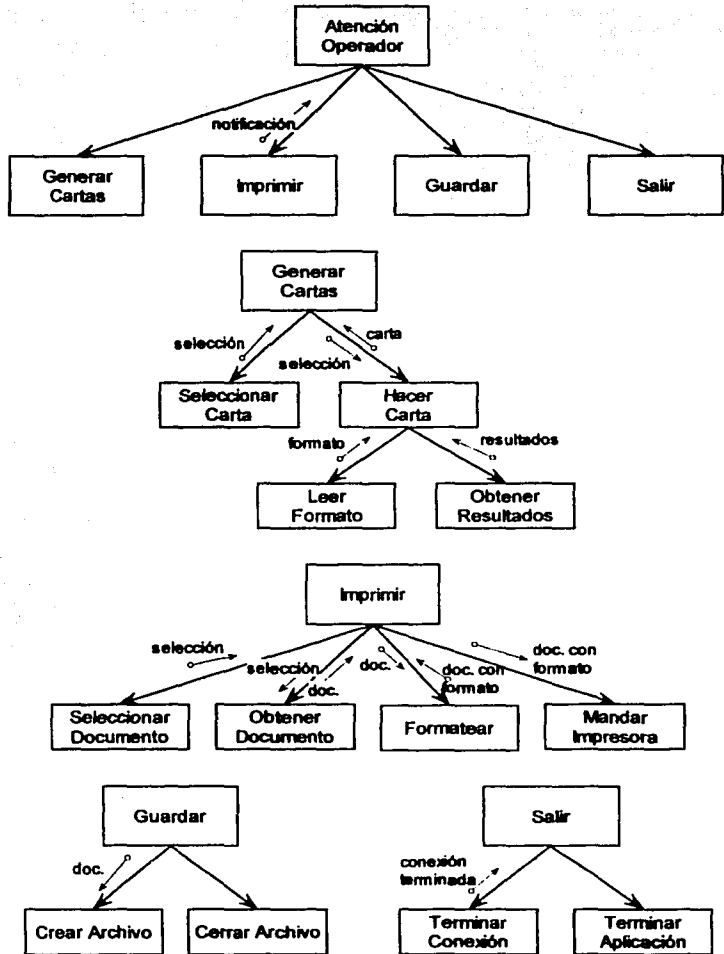 Atención
Operador
notificación
Generar
Cartas
Imprimir
Guardar
Salir
Generar
Cartas
selección
carta
selección
Seleccionar
Carta
Hacer
Carta
formato
resultados
Leer
Formato
Obtener
Resultados
Imprimir
selección
selección
doc.
doc.
doc. con
formato
doc. con
formato
Seleccionar
Documento
Obtener
Documento
Formatear
Mandar
Impresora
Guardar
doc.
Crear Archivo
Cerrar Archivo
Salir
conexión
terminada
Terminar
Conexión
Terminar
Aplicación